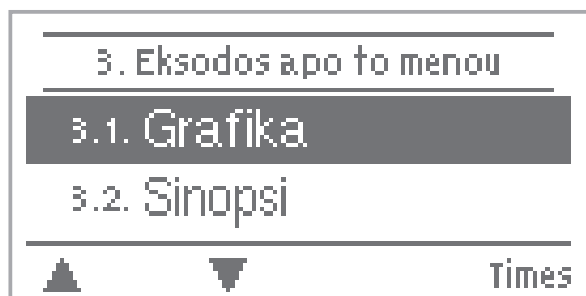 3. Eksodos apo to menou
3.1. Grafika
3.2. Sinopsi
Times